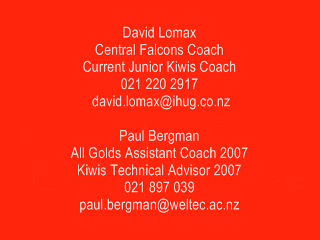 David Lomax
Central Falcons Coach
Current Junior Kiwis Coach
021 220 2917
david.lomax@ihug.co.nz
Paul Bergman
All Golds Assistant Coach 2007
Kiwis Technical Advisor 2007
021 897 039
paul.bergman@weltec.ac.nz